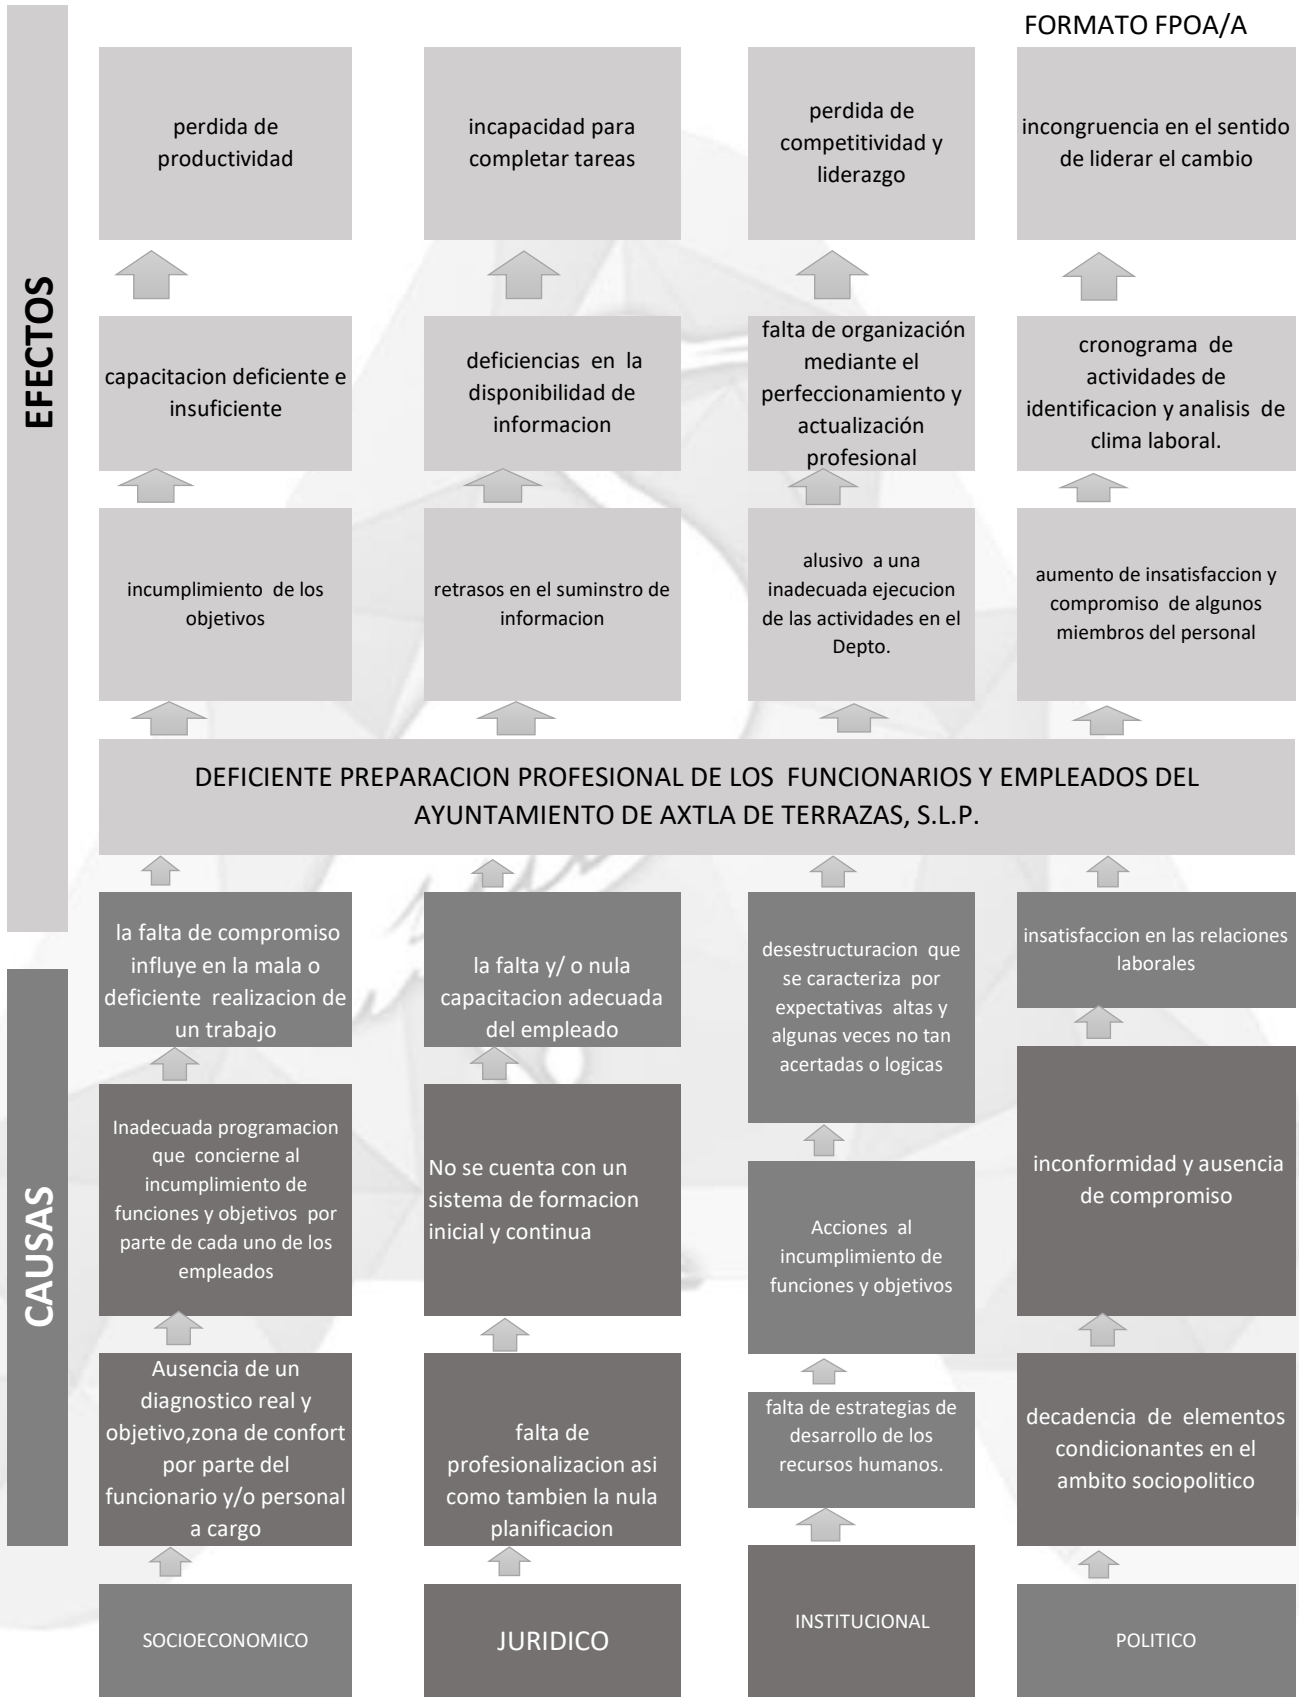 FORMATO FPOA/A
EFECTOS
perdida de
productividad
incapacidad para
completar tareas
perdida de
competitividad y
liderazgo
incongruencia en el sentido
de liderar el cambio
capacitacion deficiente e
insuficiente
deficiencias en la
disponibilidad de
informacion
falta de organización
mediante el
perfeccionamiento y
actualización
profesional
cronograma de
actividades de
identificacion y analisis de
clima laboral.
incumplimiento de los
objetivos
retrasos en el suminstro de
informacion
alusivo a una
inadecuada ejecucion
de las actividades en el
Depto.
aumento de insatisfaccion y
compromiso de algunos
miembros del personal
DEFICIENTE PREPARACION PROFESIONAL DE LOS FUNCIONARIOS Y EMPLEADOS DEL
AYUNTAMIENTO DE AXTLA DE TERRAZAS, S.L.P.
CAUSAS
la falta de compromiso
influye en la mala o
deficiente realizacion de
un trabajo
la falta y/ o nula
capacitacion adecuada
del empleado
desestructuracion que
se caracteriza por
expectativas altas y
algunas veces no tan
acertadas o logicas
insatisfaccion en las relaciones
laborales
Inadecuada programacion
que concierne al
incumplimiento de
funciones y objetivos por
parte de cada uno de los
empleados
No se cuenta con un
sistema de formacion
inicial y continua
Acciones al
incumplimiento de
funciones y objetivos
inconformidad y ausencia
de compromiso
Ausencia de un
diagnostico real y
objetivo,zona de confort
por parte del
funcionario y/o personal
a cargo
falta de
profesionalizacion asi
como tambien la nula
planificacion
falta de estrategias de
desarrollo de los
recursos humanos.
decadencia de elementos
condicionantes en el
ambito sociopolitico
SOCIOECONOMICO
JURIDICO
INSTITUCIONAL
POLITICO